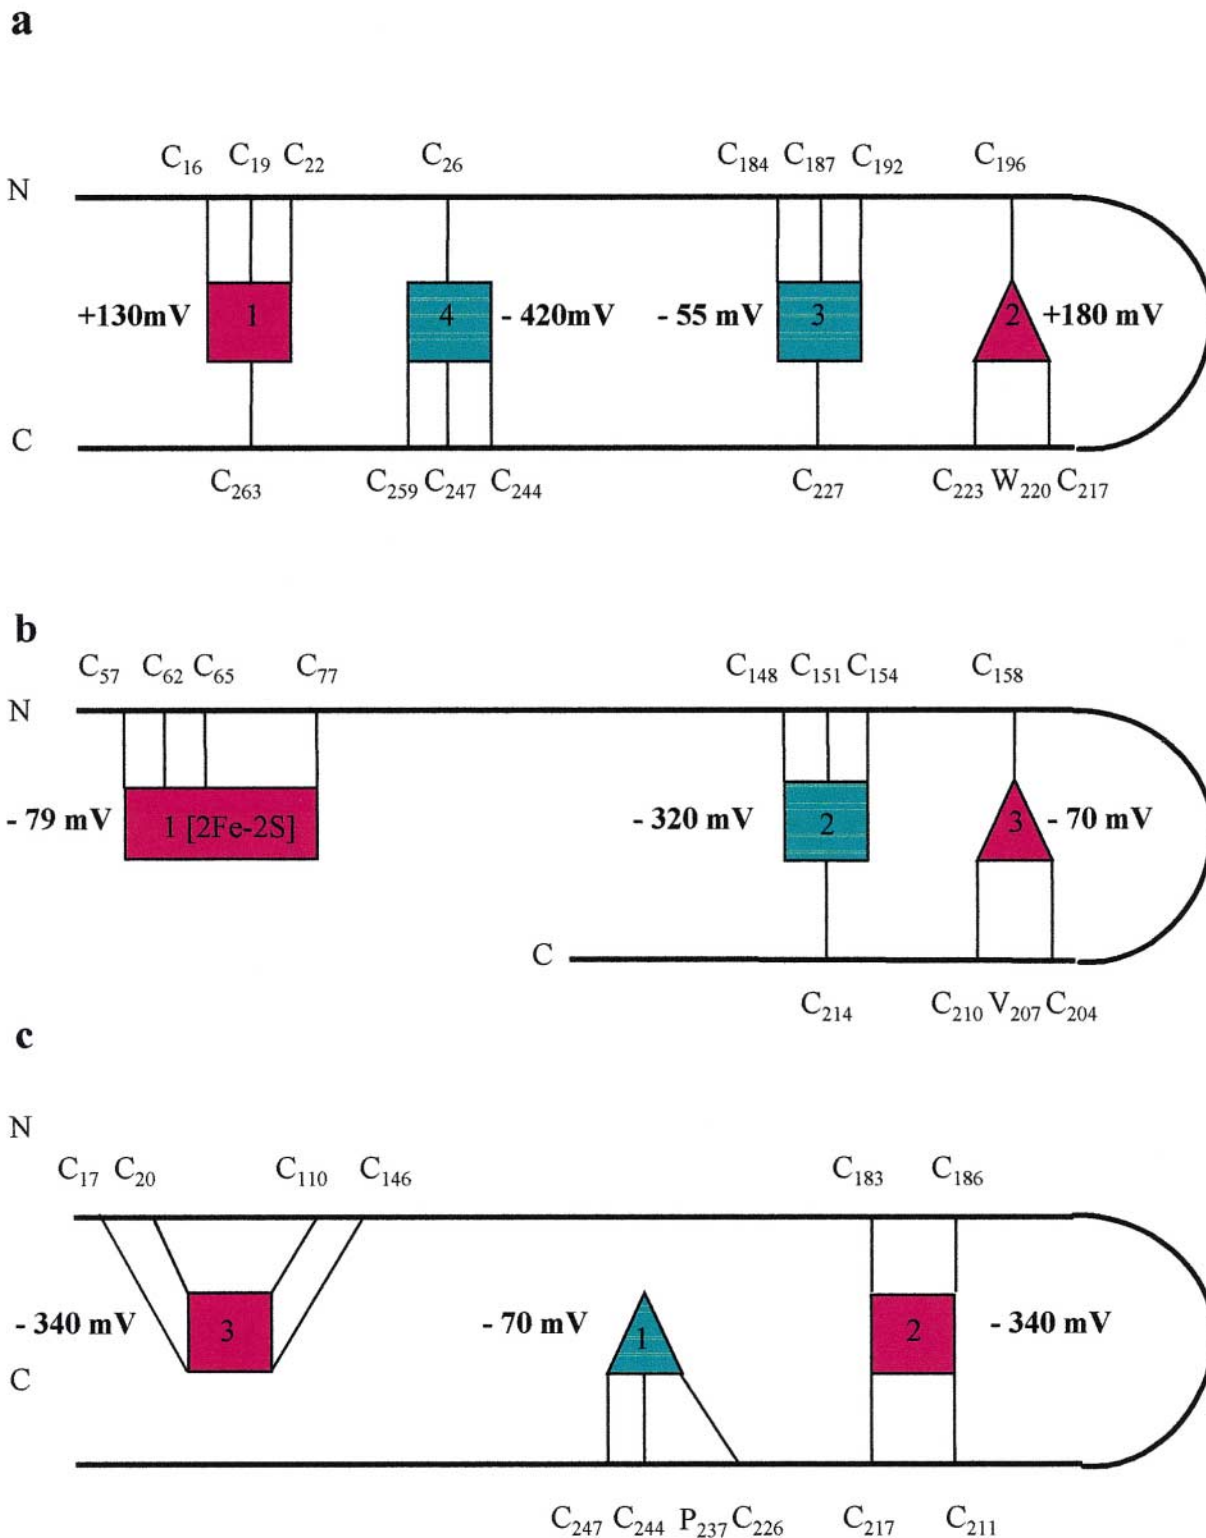 a
C16 C19 C22 C26 C184 C187 C192 C196
N
+130mV 1 4 - 420mV - 55 mV 3 2 +180 mV
C
C263 C259 C247 C244 C227 C223 W220 C217
b
C57 C62 C65 C77 C148 C151 C154 C158
N
- 79 mV 1 [2Fe-2S] - 320 mV 2 3 - 70 mV
C
C214 C210 V207 C204
c
N
C17 C20 C110 C146 C183 C186
- 340 mV 3 - 70 mV 1 2 - 340 mV
C
C247 C244 P237 C226 C217 C211